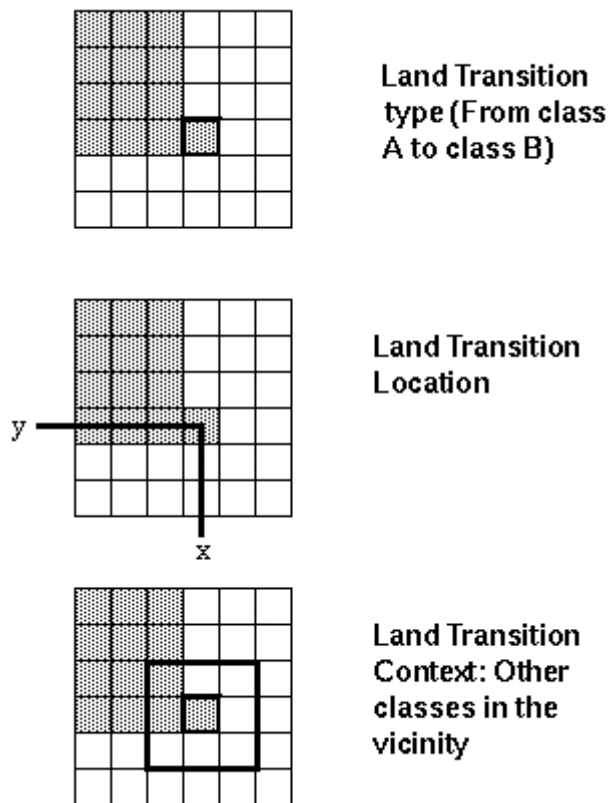 Land Transition
type (From class
A to class B)
Land Transition
Location
y
x
Land Transition
Context: Other
classes in the
vicinity